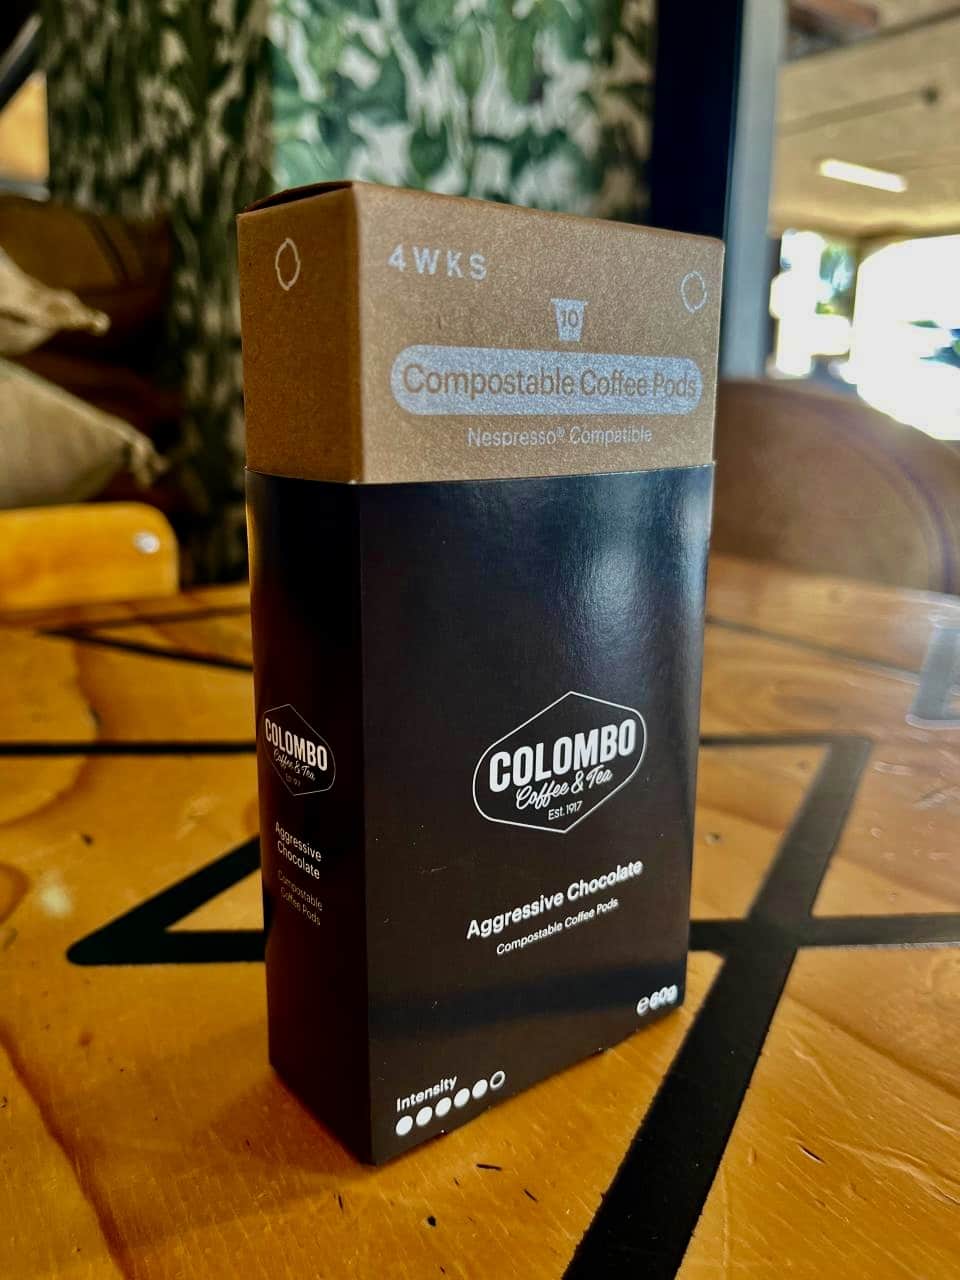 4WKS
10
Compostable Coffee Pods
Nespresso® Compatible
COLOMBO
Coffee & Tea
Est. 1917
Aggressive Chocolate
Compostable Coffee Pods
℮60g
Intensity
COLOMBO
Coffee & Tea
Aggressive
Chocolate
Compostable
Coffee Pods